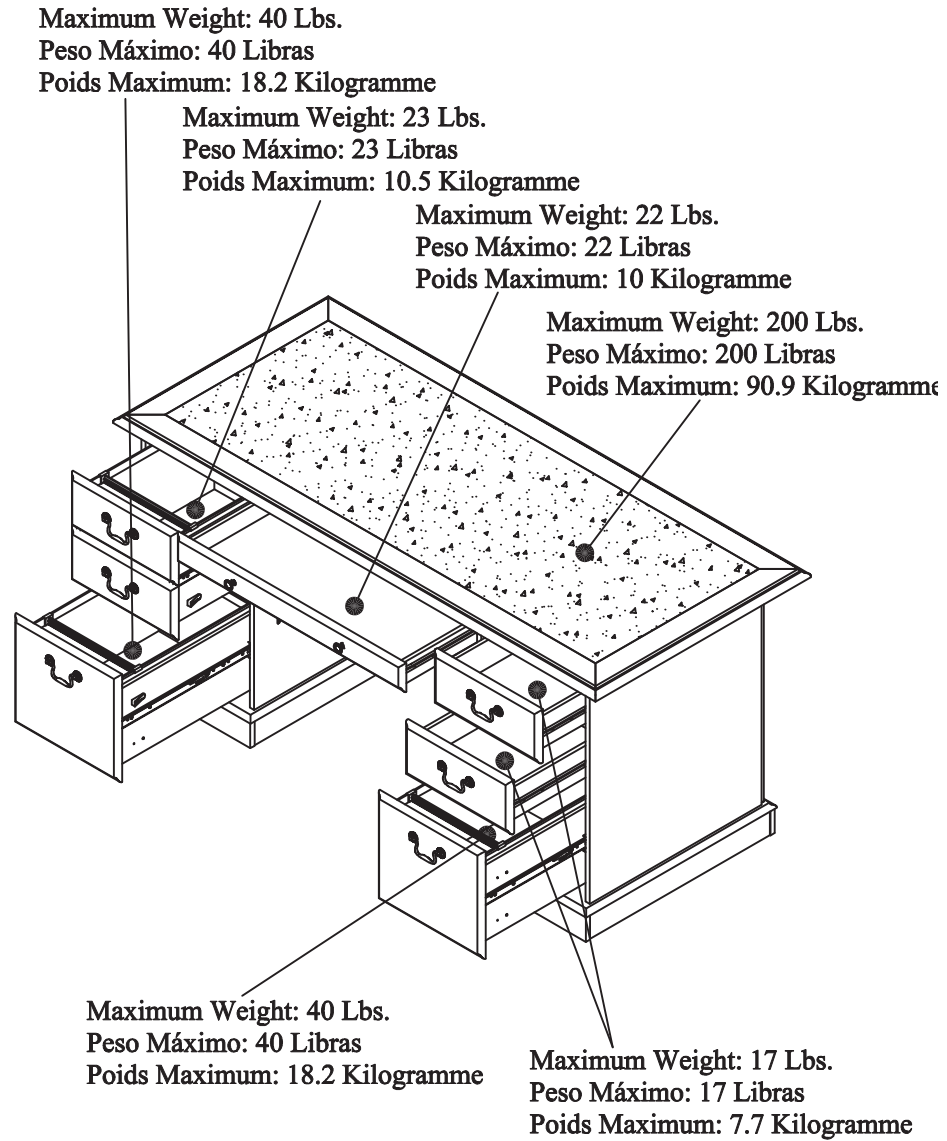 Maximum Weight: 40 Lbs.
Peso Máximo: 40 Libras
Poids Maximum: 18.2 Kilogramme
Maximum Weight: 23 Lbs.
Peso Máximo: 23 Libras
Poids Maximum: 10.5 Kilogramme
Maximum Weight: 22 Lbs.
Peso Máximo: 22 Libras
Poids Maximum: 10 Kilogramme
Maximum Weight: 200 Lbs.
Peso Máximo: 200 Libras
Poids Maximum: 90.9 Kilogramme
Maximum Weight: 40 Lbs.
Peso Máximo: 40 Libras
Poids Maximum: 18.2 Kilogramme
Maximum Weight: 17 Lbs.
Peso Máximo: 17 Libras
Poids Maximum: 7.7 Kilogramme